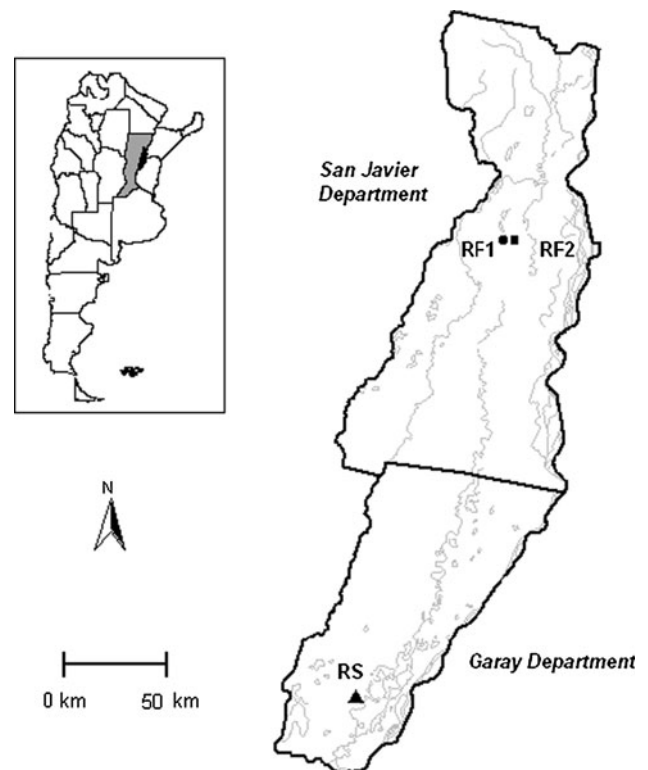 San Javier
Department
RF1
RF2
N
RS
Garay Department
0 km
50 km